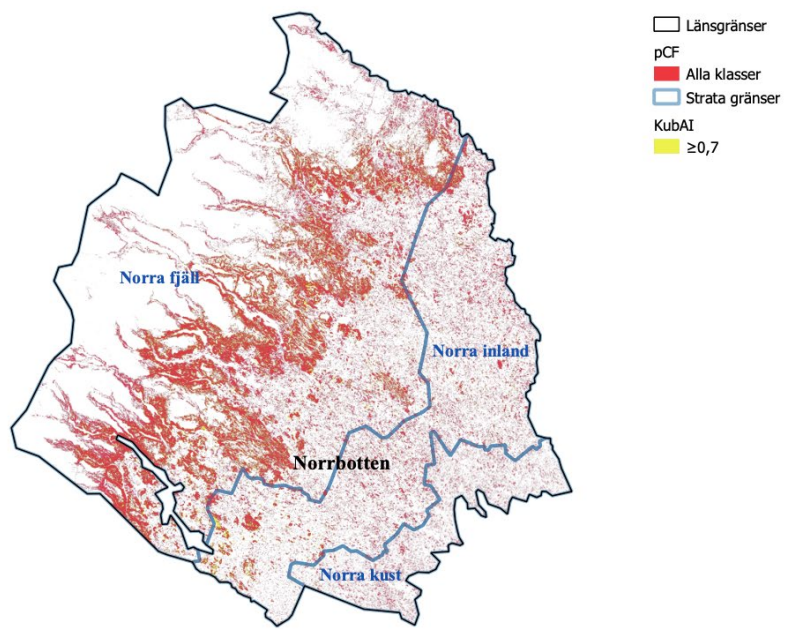 Länsgränser
pCF
Alla klasser
Strata gränser
KubAI
≥0,7
Norra fjäll
Norra inland
Norrbotten
Norra kust